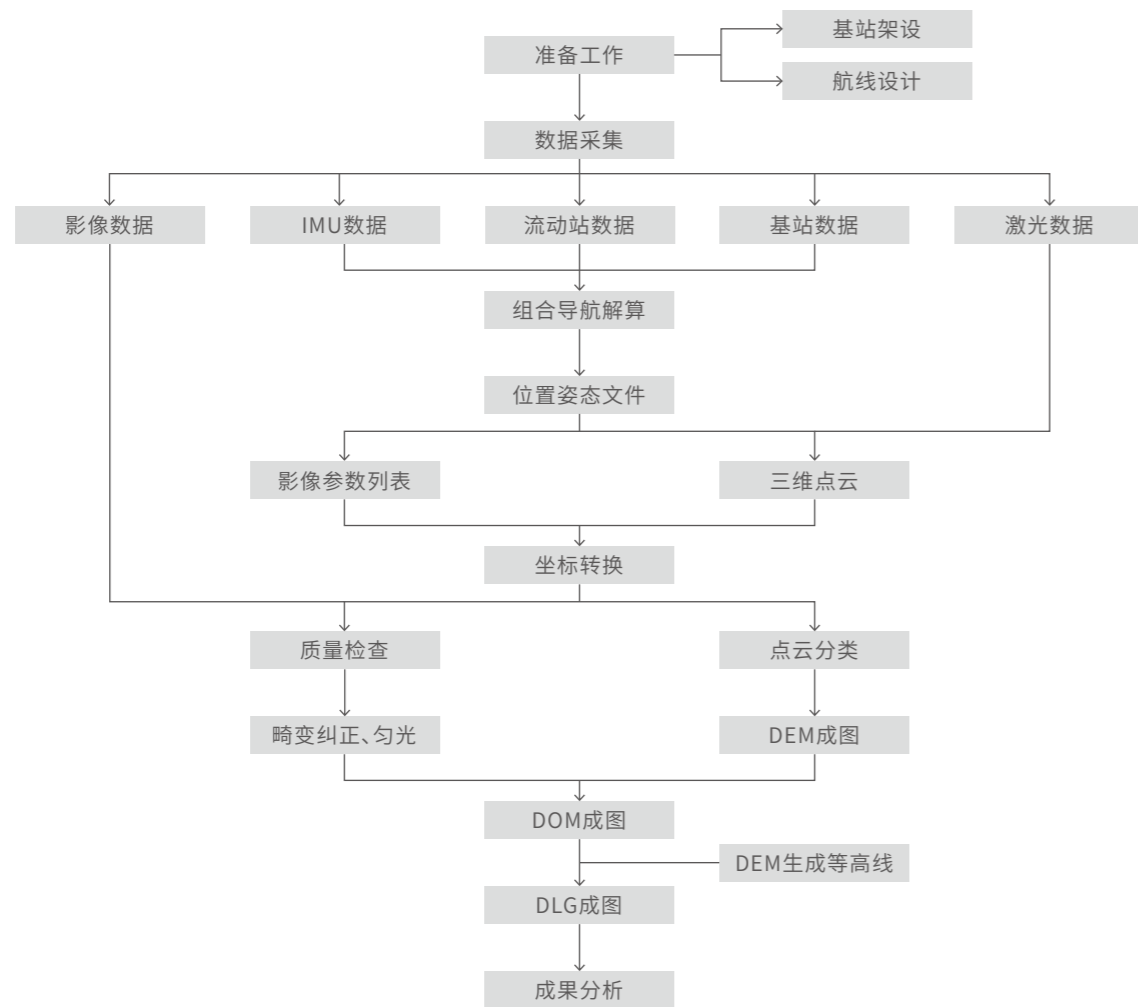 基站架设
准备工作
航线设计
数据采集
影像数据
IMU数据
流动站数据
基站数据
激光数据
组合导航解算
位置姿态文件
影像参数列表
三维点云
坐标转换
质量检查
点云分类
畸变纠正、匀光
DEM成图
DOM成图
DEM生成等高线
DLG成图
成果分析